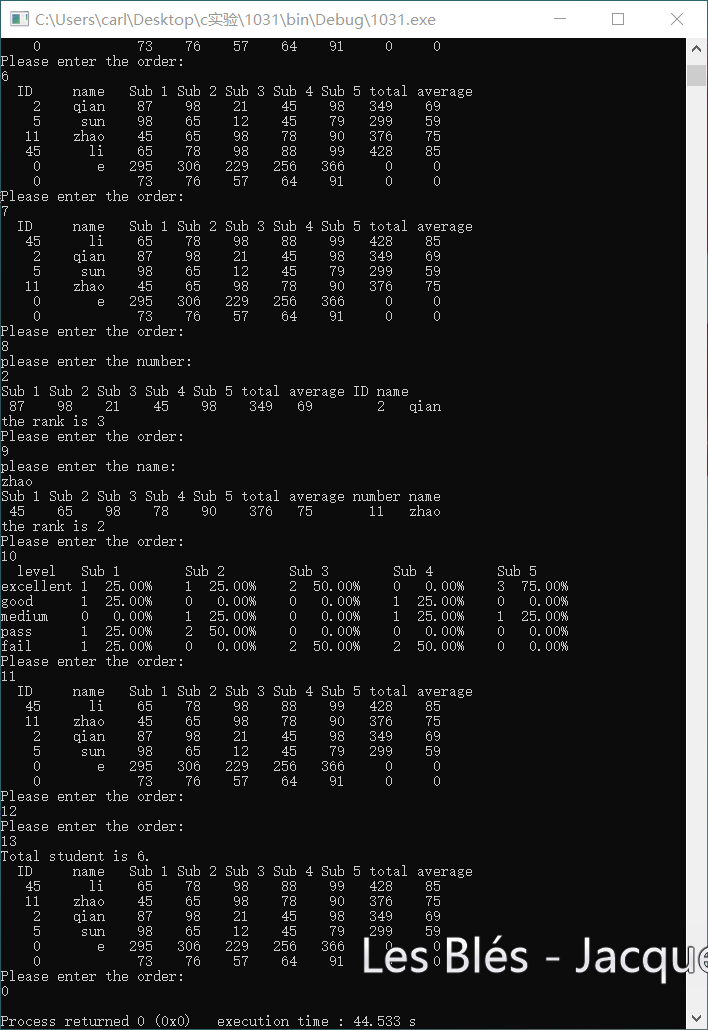 C:\Users\carl\Desktop\c实验\1031\bin\Debug\1031.exe
0 73 76 57 64 91 0 0
Please enter the order:
6
ID name Sub 1 Sub 2 Sub 3 Sub 4 Sub 5 total average
2 qian 87 98 21 45 98 349 69
5 sun 98 65 12 45 79 299 59
11 zhao 45 65 98 78 90 376 75
45 li 65 78 98 88 99 428 85
0 e 295 306 229 256 366 0 0
0 73 76 57 64 91 0 0
Please enter the order:
7
ID name Sub 1 Sub 2 Sub 3 Sub 4 Sub 5 total average
45 li 65 78 98 88 99 428 85
2 qian 87 98 21 45 98 349 69
5 sun 98 65 12 45 79 299 59
11 zhao 45 65 98 78 90 376 75
0 e 295 306 229 256 366 0 0
0 73 76 57 64 91 0 0
Please enter the order:
8
please enter the number:
2
Sub 1 Sub 2 Sub 3 Sub 4 Sub 5 total average ID name
87 98 21 45 98 349 69 2 qian
the rank is 3
Please enter the order:
9
please enter the name:
zhao
Sub 1 Sub 2 Sub 3 Sub 4 Sub 5 total average number name
45 65 98 78 90 376 75 11 zhao
the rank is 2
Please enter the order:
10
level Sub 1 Sub 2 Sub 3 Sub 4 Sub 5
excellent 1 25.00% 1 25.00% 2 50.00% 0 0.00% 3 75.00%
good 1 25.00% 0 0.00% 0 0.00% 1 25.00% 0 0.00%
medium 0 0.00% 1 25.00% 0 0.00% 1 25.00% 1 25.00%
pass 1 25.00% 2 50.00% 0 0.00% 0 0.00% 0 0.00%
fail 1 25.00% 0 0.00% 2 50.00% 2 50.00% 0 0.00%
Please enter the order:
11
ID name Sub 1 Sub 2 Sub 3 Sub 4 Sub 5 total average
45 li 65 78 98 88 99 428 85
11 zhao 45 65 98 78 90 376 75
2 qian 87 98 21 45 98 349 69
5 sun 98 65 12 45 79 299 59
0 e 295 306 229 256 366 0 0
0 73 76 57 64 91 0 0
Please enter the order:
12
Please enter the order:
13
Total student is 6.
ID name Sub 1 Sub 2 Sub 3 Sub 4 Sub 5 total average
45 li 65 78 98 88 99 428 85
11 zhao 45 65 98 78 90 376 75
2 qian 87 98 21 45 98 349 69
5 sun 98 65 12 45 79 299 59
0 e 295 306 229 256 366 0 0
0 73 76 57 64 91 0 0
Les Blés - Jacque
Please enter the order:
0
Process returned 0 (0x0) execution time : 44.533 s